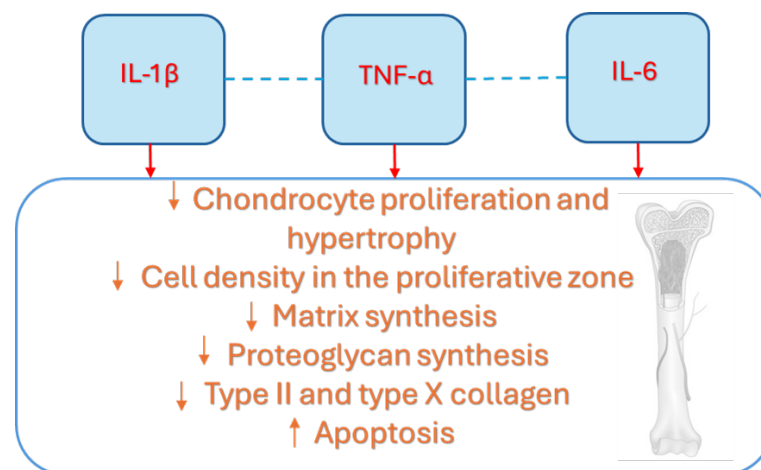 IL-1β
TNF-α
IL-6
↓ Chondrocyte proliferation and
hypertrophy
↓ Cell density in the proliferative zone
↓ Matrix synthesis
↓ Proteoglycan synthesis
↓ Type II and type X collagen
↑ Apoptosis